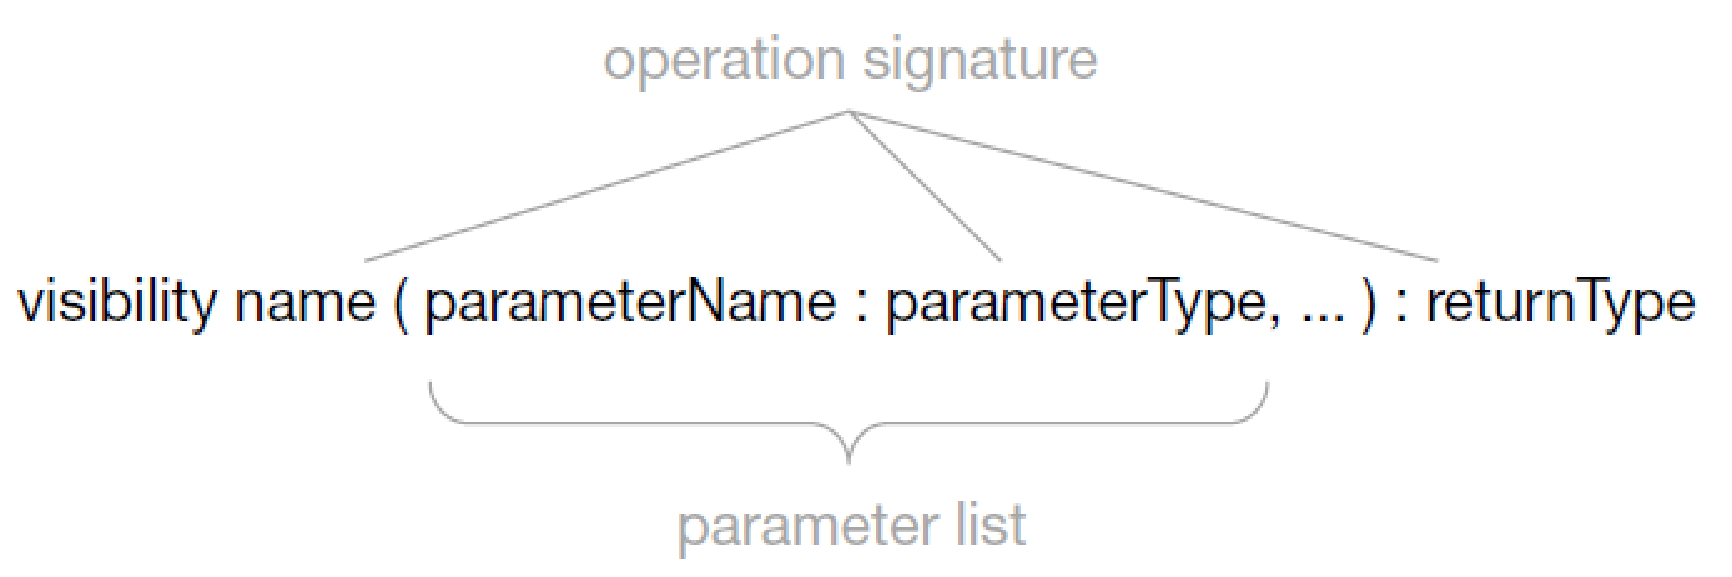 operation signature
visibility name ( parameterName : parameterType, ... ) : returnType
parameter list